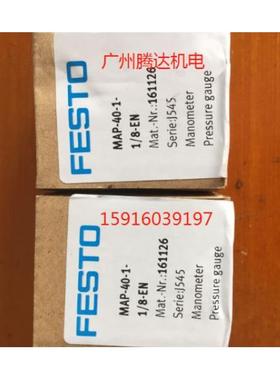 广州腾达机电
FESTO
MAP-40-1-
1/8-EN
Mat.-Nr.:161126
Serie:J545
Manometer
Pressure gauge
15916039197
FESTO
MAP-40-1-
1/8-EN
Mat.-Nr.:161126
Serie:J545
Manometer
Pressure gauge